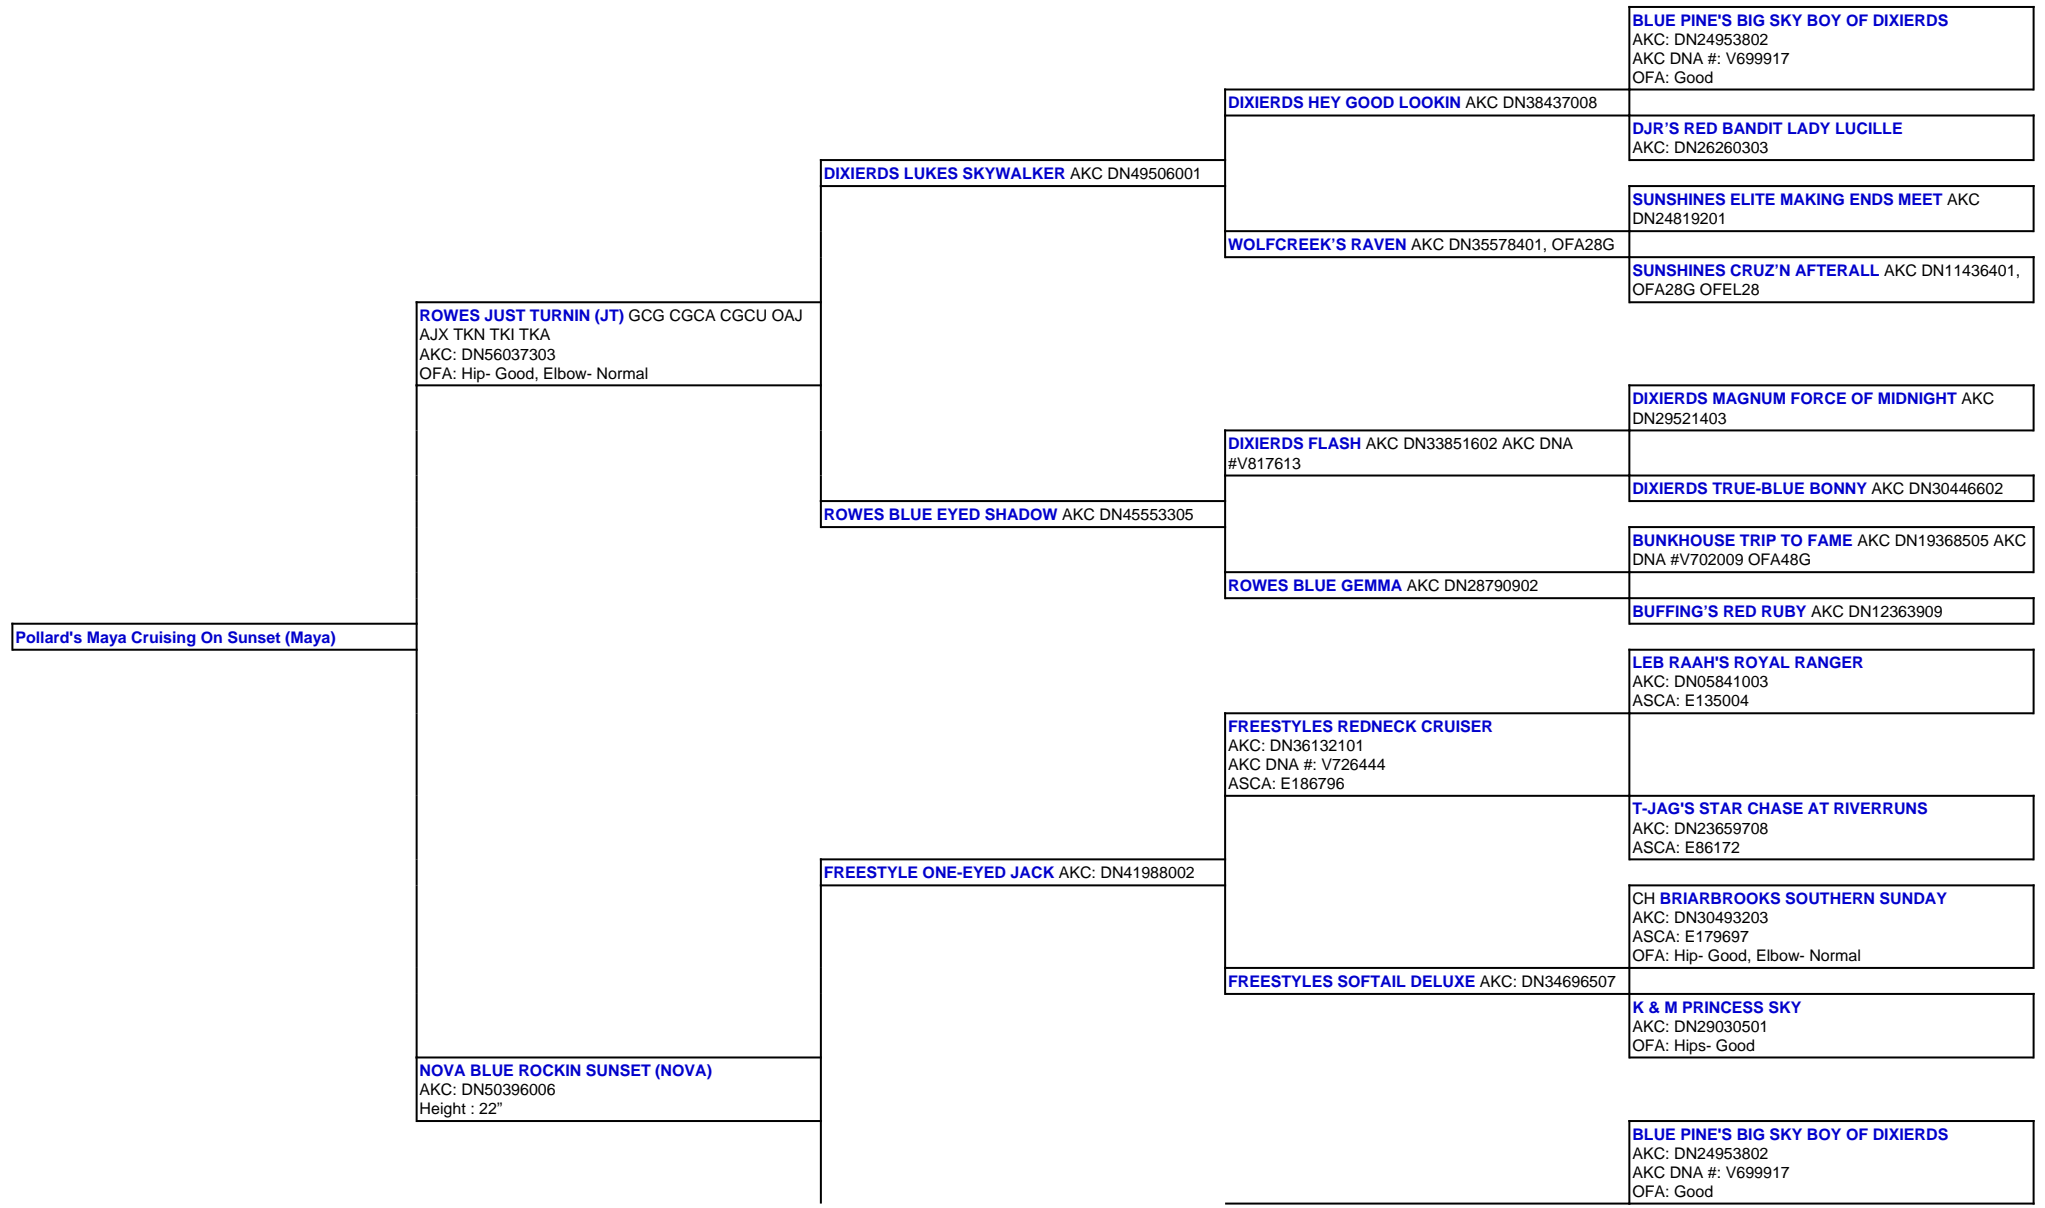 BLUE PINE'S BIG SKY BOY OF DIXIERDS
AKC: DN24953802
AKC DNA #: V699917
OFA: Good
DIXIERDS HEY GOOD LOOKIN AKC DN38437008
DJR’S RED BANDIT LADY LUCILLE
AKC: DN26260303
DIXIERDS LUKES SKYWALKER AKC DN49506001
SUNSHINES ELITE MAKING ENDS MEET AKC
DN24819201
WOLFCREEK’S RAVEN AKC DN35578401, OFA28G
SUNSHINES CRUZ’N AFTERALL AKC DN11436401,
OFA28G OFEL28
ROWES JUST TURNIN (JT) GCG CGCA CGCU OAJ
AJX TKN TKI TKA
AKC: DN56037303
OFA: Hip- Good, Elbow- Normal
DIXIERDS MAGNUM FORCE OF MIDNIGHT AKC
DN29521403
DIXIERDS FLASH AKC DN33851602 AKC DNA
#V817613
DIXIERDS TRUE-BLUE BONNY AKC DN30446602
ROWES BLUE EYED SHADOW AKC DN45553305
BUNKHOUSE TRIP TO FAME AKC DN19368505 AKC
DNA #V702009 OFA48G
ROWES BLUE GEMMA AKC DN28790902
BUFFING’S RED RUBY AKC DN12363909
Pollard's Maya Cruising On Sunset (Maya)
LEB RAAH'S ROYAL RANGER
AKC: DN05841003
ASCA: E135004
FREESTYLES REDNECK CRUISER
AKC: DN36132101
AKC DNA #: V726444
ASCA: E186796
T-JAG'S STAR CHASE AT RIVERRUNS
AKC: DN23659708
ASCA: E86172
FREESTYLE ONE-EYED JACK AKC: DN41988002
CH BRIARBROOKS SOUTHERN SUNDAY
AKC: DN30493203
ASCA: E179697
OFA: Hip- Good, Elbow- Normal
FREESTYLES SOFTAIL DELUXE AKC: DN34696507
K & M PRINCESS SKY
AKC: DN29030501
OFA: Hips- Good
NOVA BLUE ROCKIN SUNSET (NOVA)
AKC: DN50396006
Height : 22”
BLUE PINE'S BIG SKY BOY OF DIXIERDS
AKC: DN24953802
AKC DNA #: V699917
OFA: Good